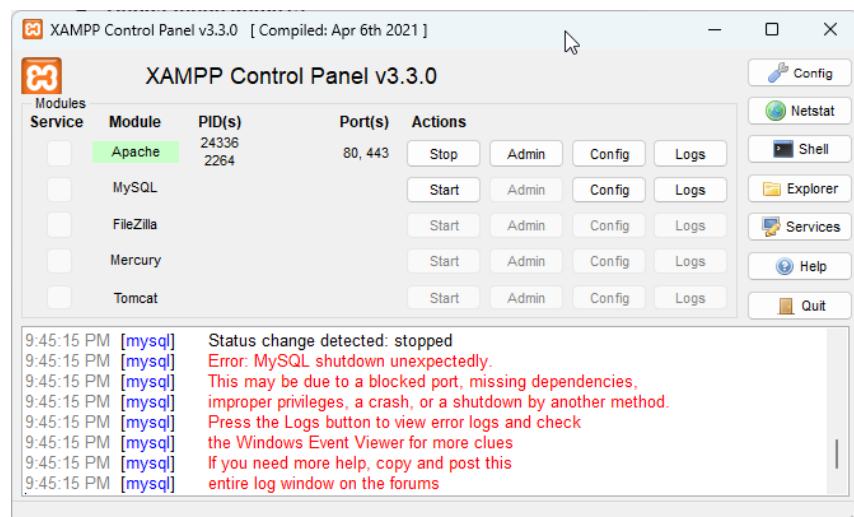 XAMPP Control Panel v3.3.0 [ Compiled: Apr 6th 2021 ]
XAMPP Control Panel v3.3.0
Config
Modules
Service Module PID(s) Port(s) Actions
Netstat
Apache 24336 2264 80, 443 Stop Admin Config Logs
Shell
MySQL Start Admin Config Logs
Explorer
FileZilla Start Admin Config Logs
Services
Mercury Start Admin Config Logs
Help
Tomcat Start Admin Config Logs
Quit
9:45:15 PM [mysql] Status change detected: stopped
9:45:15 PM [mysql] Error: MySQL shutdown unexpectedly.
9:45:15 PM [mysql] This may be due to a blocked port, missing dependencies,
9:45:15 PM [mysql] improper privileges, a crash, or a shutdown by another method.
9:45:15 PM [mysql] Press the Logs button to view error logs and check
9:45:15 PM [mysql] the Windows Event Viewer for more clues
9:45:15 PM [mysql] If you need more help, copy and post this
9:45:15 PM [mysql] entire log window on the forums